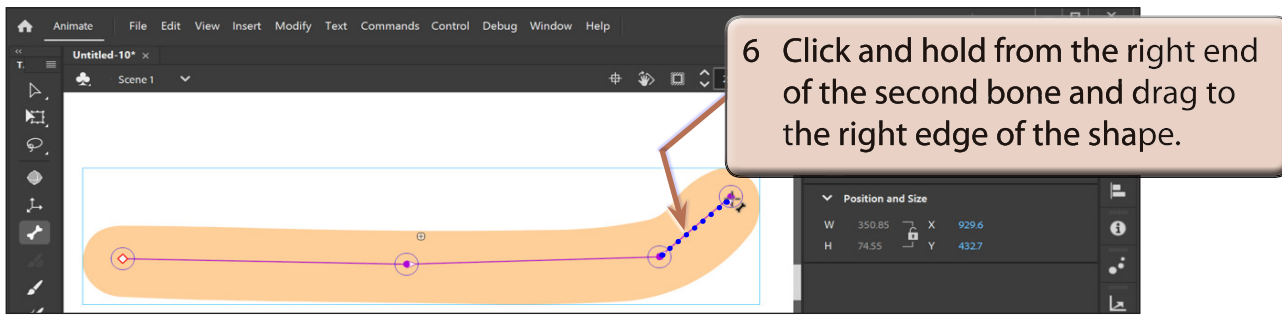 Animate File Edit View Insert Modify Text Commands Control Debug Window Help
Untitled-10* ×
T.
Scene 1
6 Click and hold from the right end
of the second bone and drag to
the right edge of the shape.
Position and Size
W 350.85 X 929.6
H 74.55 Y 432.7